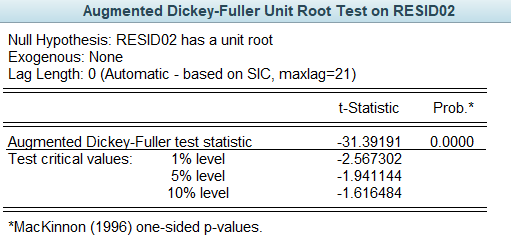 Augmented Dickey-Fuller Unit Root Test on RESID02
Null Hypothesis: RESID02 has a unit root
Exogenous: None
Lag Length: 0 (Automatic - based on SIC, maxlag=21)
t-Statistic Prob.*
Augmented Dickey-Fuller test statistic -31.39191 0.0000
Test critical values: 1% level -2.567302
5% level -1.941144
10% level -1.616484
*MacKinnon (1996) one-sided p-values.